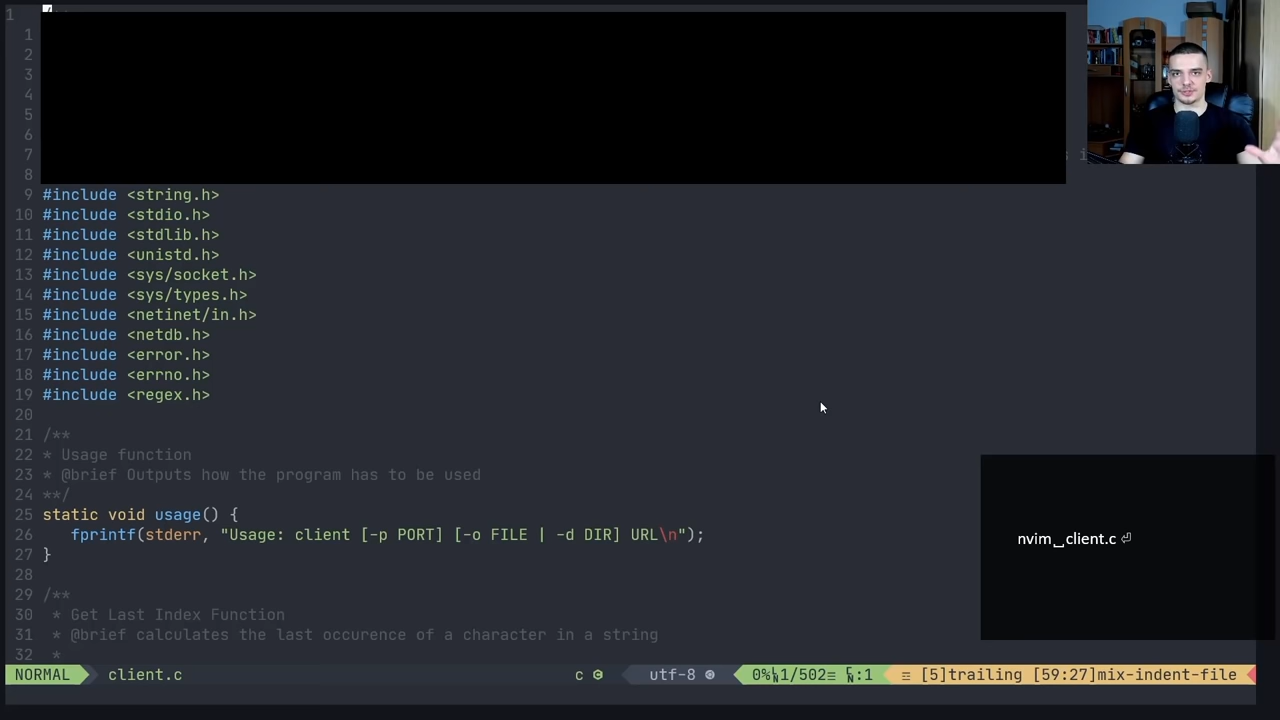 1 /**
1
2
3
4
5
6
7
8
9 #include <string.h>
10 #include <stdio.h>
11 #include <stdlib.h>
12 #include <unistd.h>
13 #include <sys/socket.h>
14 #include <sys/types.h>
15 #include <netinet/in.h>
16 #include <netdb.h>
17 #include <error.h>
18 #include <errno.h>
19 #include <regex.h>
20
21 /**
22 * Usage function
23 * @brief Outputs how the program has to be used
24 **/
25 static void usage() {
26    fprintf(stderr, "Usage: client [-p PORT] [-o FILE | -d DIR] URL\n");
27 }
28
29 /**
30  * Get Last Index Function
31  * @brief calculates the last occurence of a character in a string
32  *
nvim␣client.c ⏎
NORMAL client.c c utf-8 0% 1/502≡ :1 ☲ [5]trailing [59:27]mix-indent-file